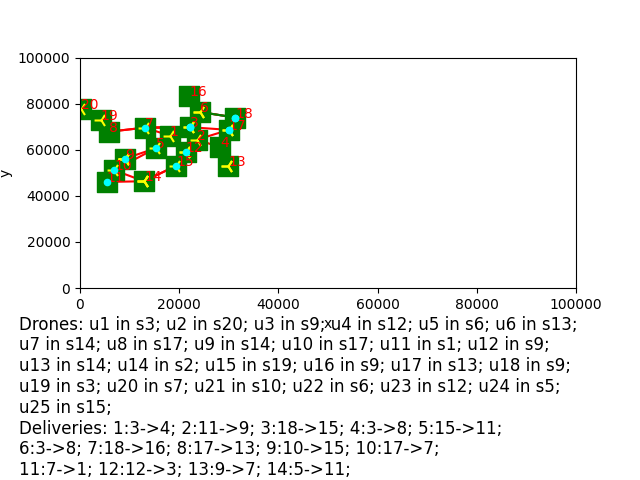 100000
80000
60000
40000
20000
0
0 20000 40000 60000 80000 100000
y
x
16
18
13
Drones: u1 in s3; u2 in s20; u3 in s9; u4 in s12; u5 in s6; u6 in s13;
u7 in s14; u8 in s17; u9 in s14; u10 in s17; u11 in s1; u12 in s9;
u13 in s14; u14 in s2; u15 in s19; u16 in s9; u17 in s13; u18 in s9;
u19 in s3; u20 in s7; u21 in s10; u22 in s6; u23 in s12; u24 in s5;
u25 in s15;
Deliveries: 1:3->4; 2:11->9; 3:18->15; 4:3->8; 5:15->11;
6:3->8; 7:18->16; 8:17->13; 9:10->15; 10:17->7;
11:7->1; 12:12->3; 13:9->7; 14:5->11;